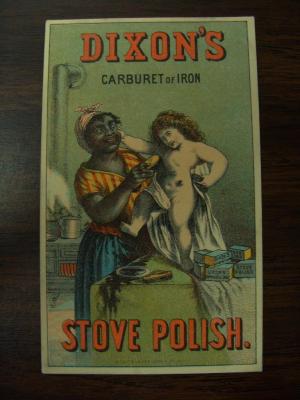 DIXON'S
CARBURET OF IRON
STOVE POLISH.